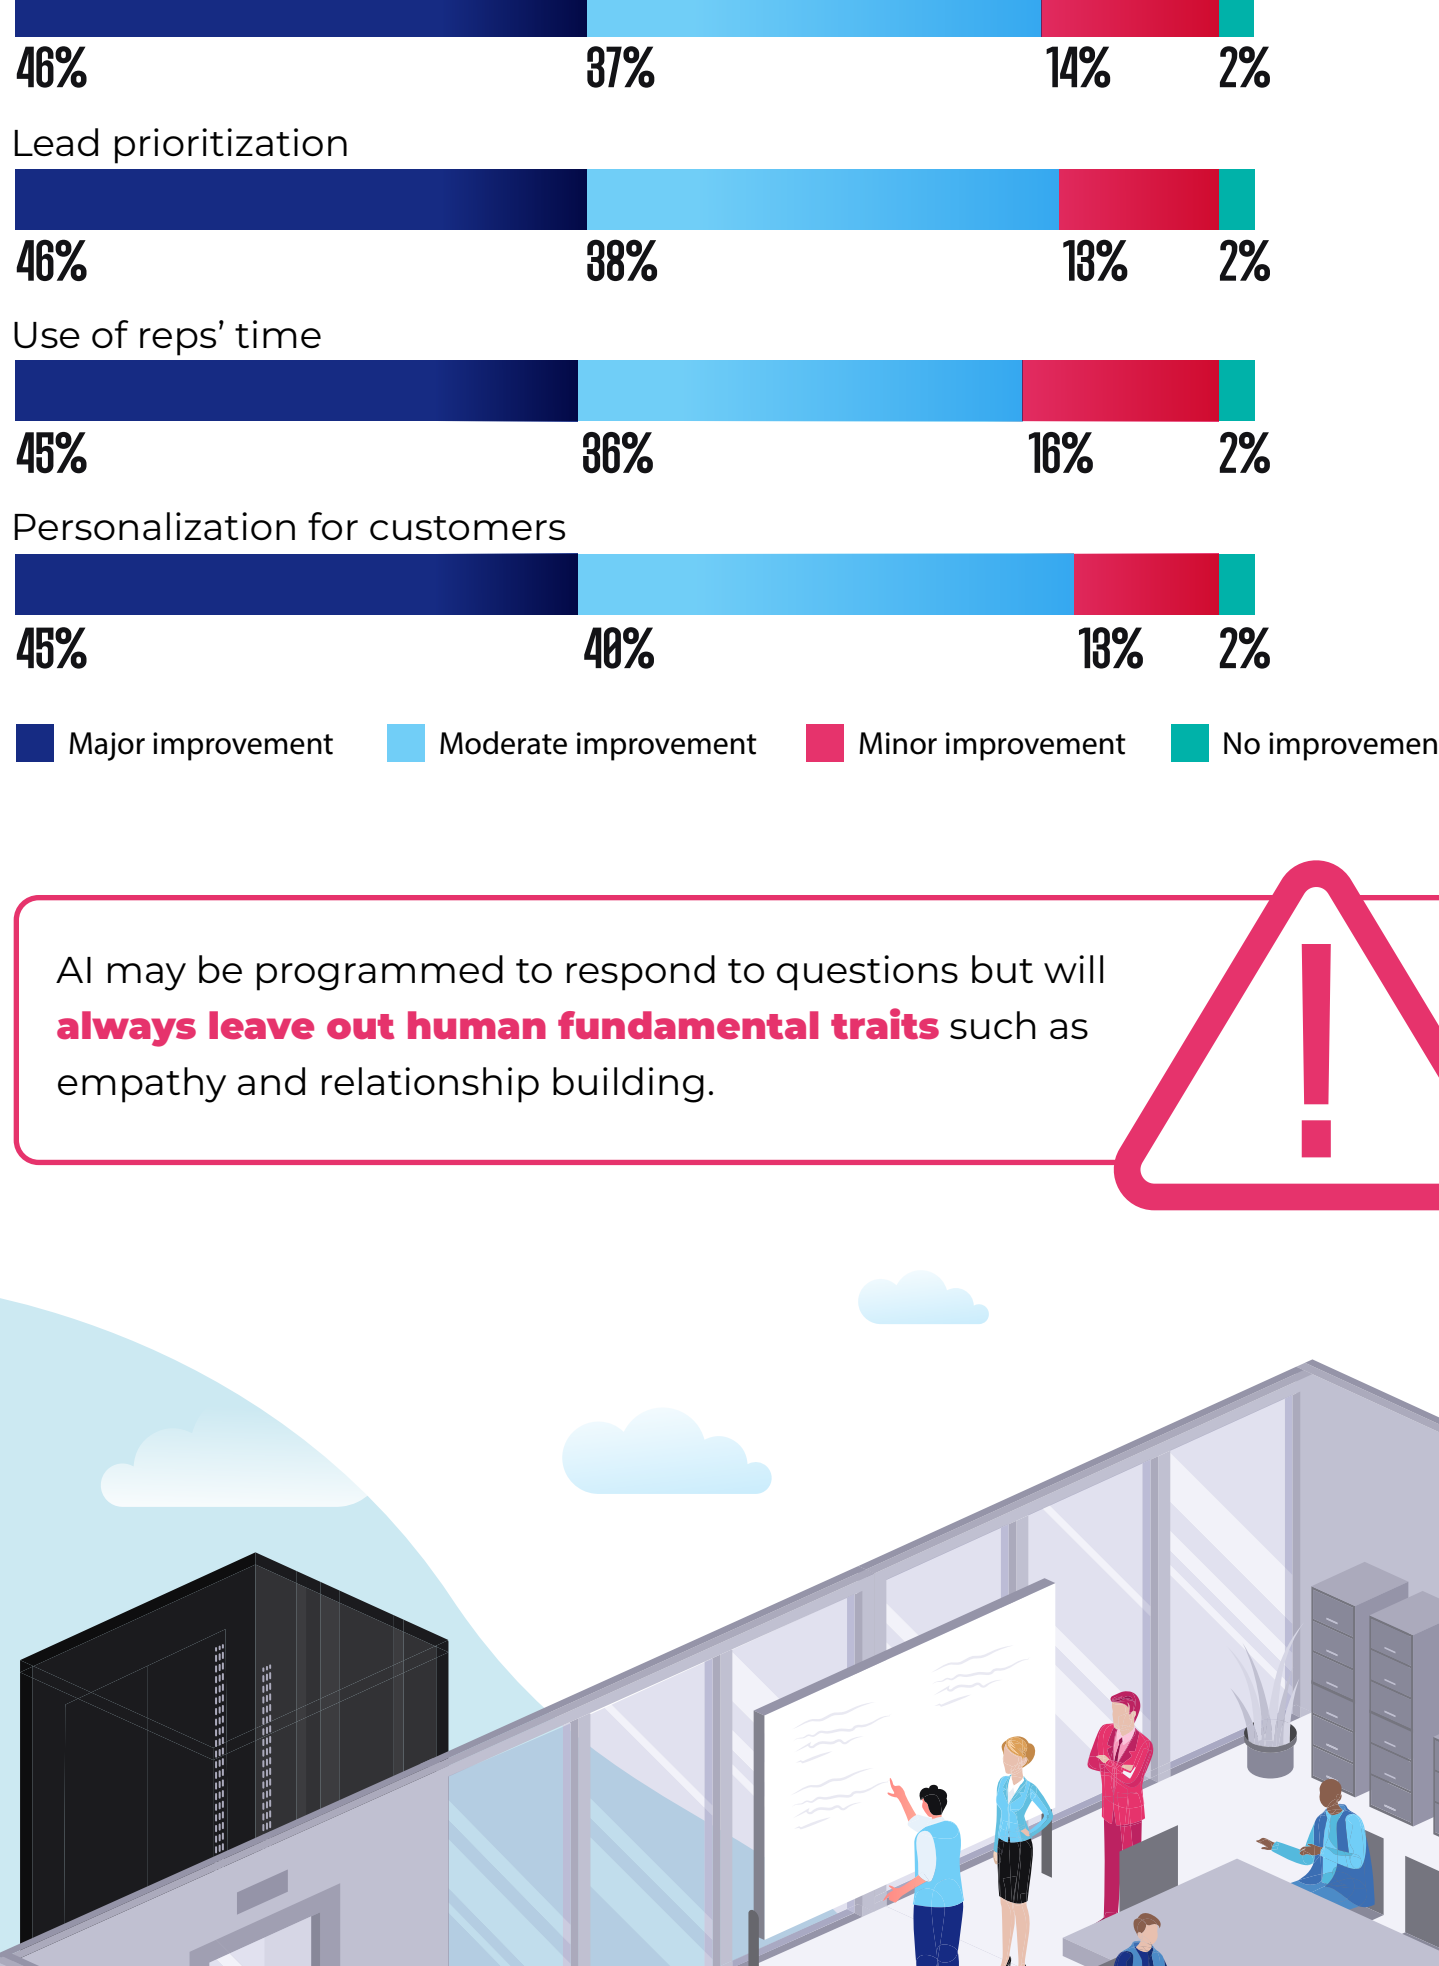 46% 37% 14% 2%
Lead prioritization
46% 38% 13% 2%
Use of reps’ time
45% 36% 16% 2%
Personalization for customers
45% 40% 13% 2%
Major improvement Moderate improvement Minor improvement No improvemen
AI may be programmed to respond to questions but will
always leave out human fundamental traits such as
empathy and relationship building.